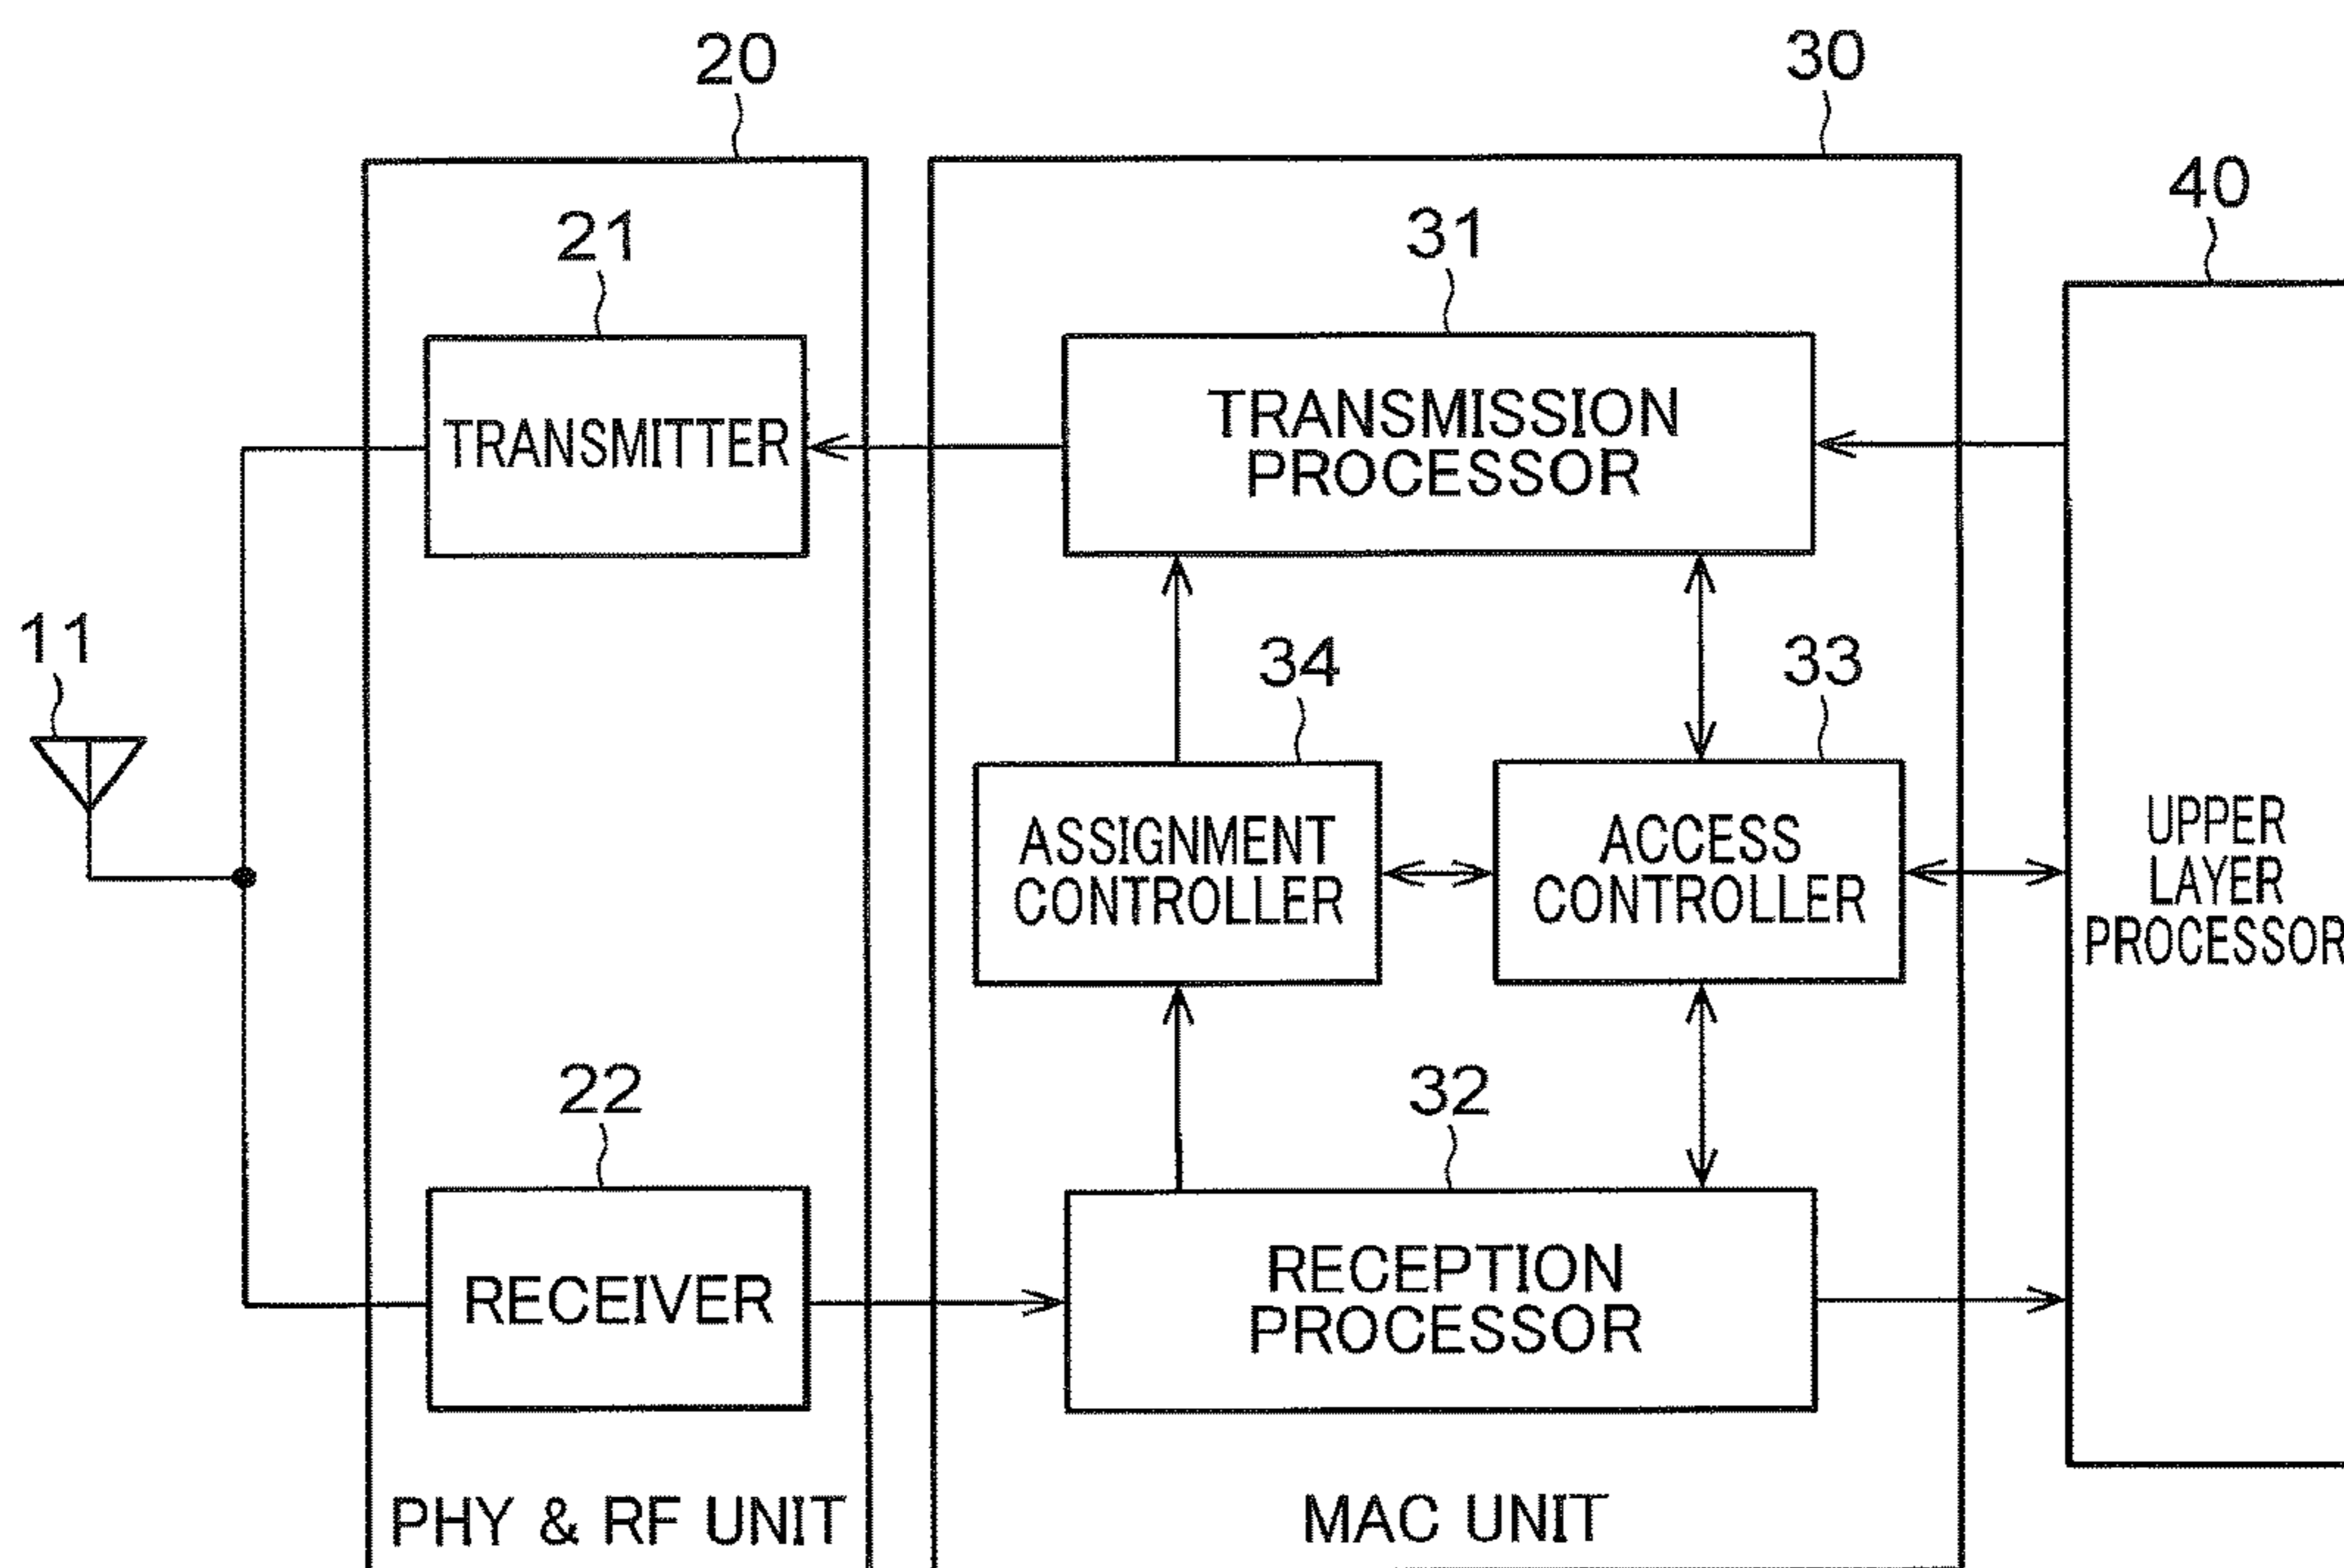 20
30
40
21
31
TRANSMITTER
TRANSMISSION
PROCESSOR
11
34
33
ASSIGNMENT
CONTROLLER
ACCESS
CONTROLLER
UPPER
LAYER
PROCESSOR
22
32
RECEIVER
RECEPTION
PROCESSOR
PHY & RF UNIT
MAC UNIT